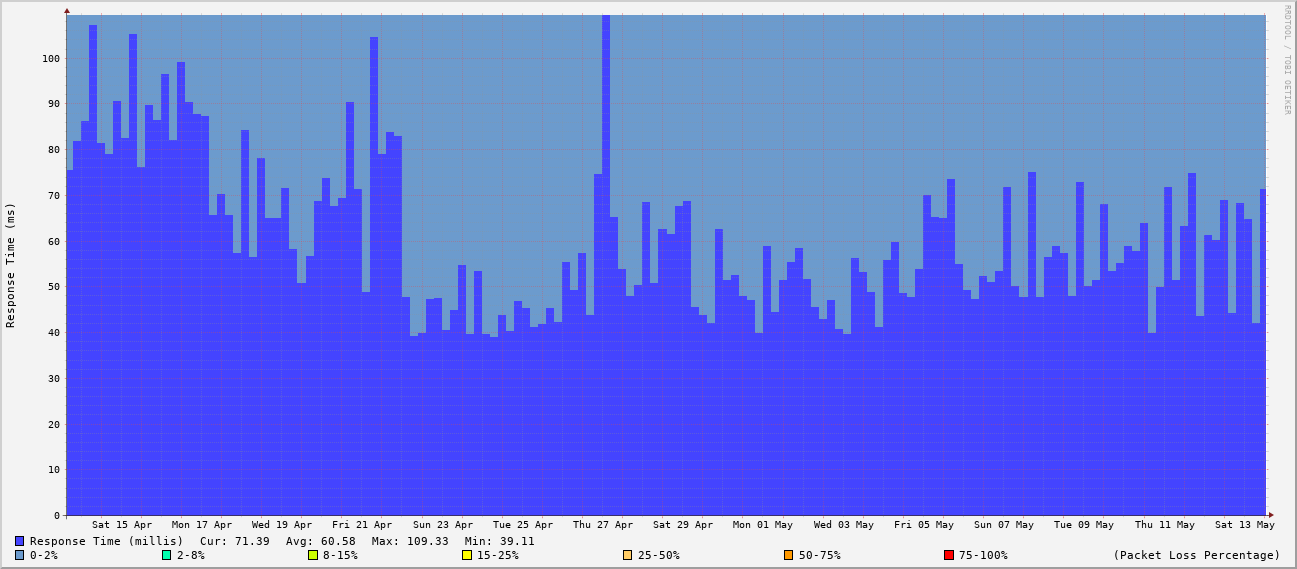 RRDTOOL / TOBI OETIKER
Response Time (ms)
100
90
80
70
60
50
40
30
20
10
0
Sat 15 Apr Mon 17 Apr Wed 19 Apr Fri 21 Apr Sun 23 Apr Tue 25 Apr Thu 27 Apr Sat 29 Apr Mon 01 May Wed 03 May Fri 05 May Sun 07 May Tue 09 May Thu 11 May Sat 13 May
Response Time (millis) Cur: 71.39 Avg: 60.58 Max: 109.33 Min: 39.11
0-2% 2-8% 8-15% 15-25% 25-50% 50-75% 75-100% (Packet Loss Percentage)